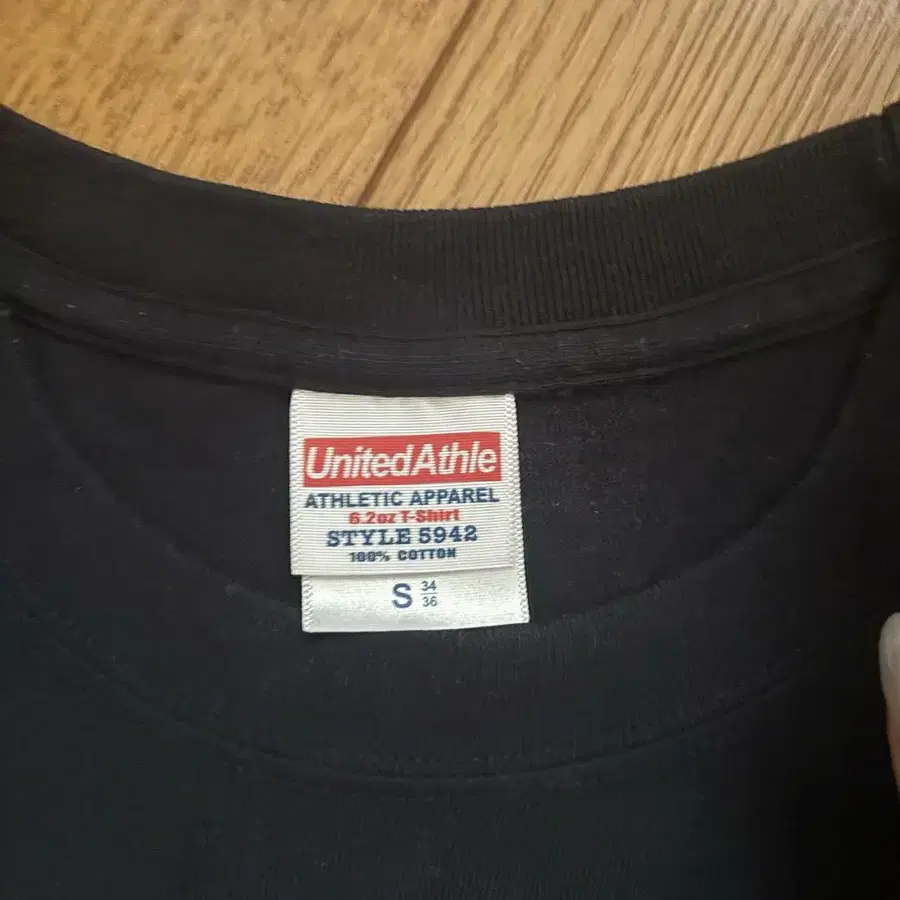 UnitedAthle
ATHLETIC APPAREL
6.2oz T-Shirt
STYLE 5942
100% COTTON
S 34/36